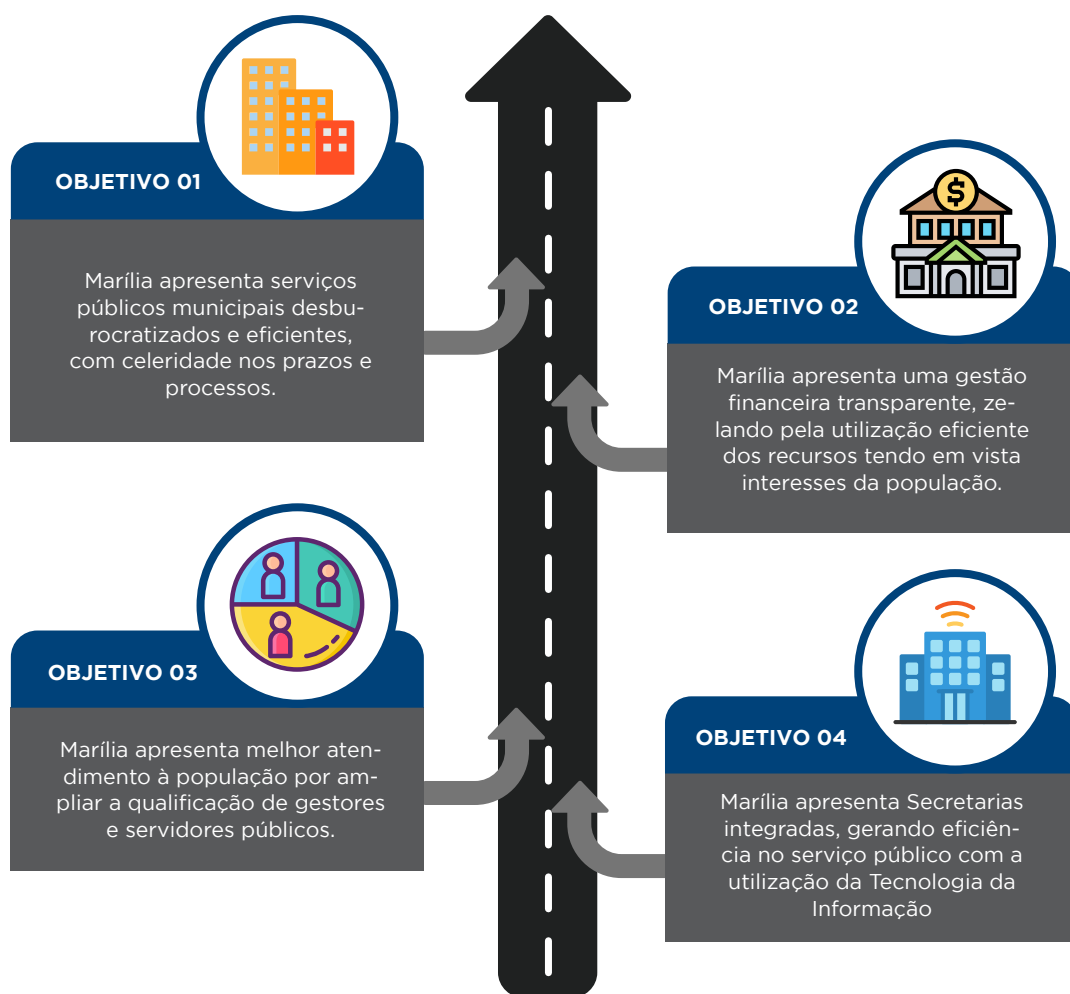 OBJETIVO 01
Marília apresenta serviços
públicos municipais desbu-
rocratizados e eficientes,
com celeridade nos prazos e
processos.
OBJETIVO 02
Marília apresenta uma gestão
financeira transparente, ze-
lando pela utilização eficiente
dos recursos tendo em vista
interesses da população.
OBJETIVO 03
Marília apresenta melhor aten-
dimento à população por am-
pliar a qualificação de gestores
e servidores públicos.
OBJETIVO 04
Marília apresenta Secretarias
integradas, gerando eficiên-
cia no serviço público com a
utilização da Tecnologia da
Informação
$